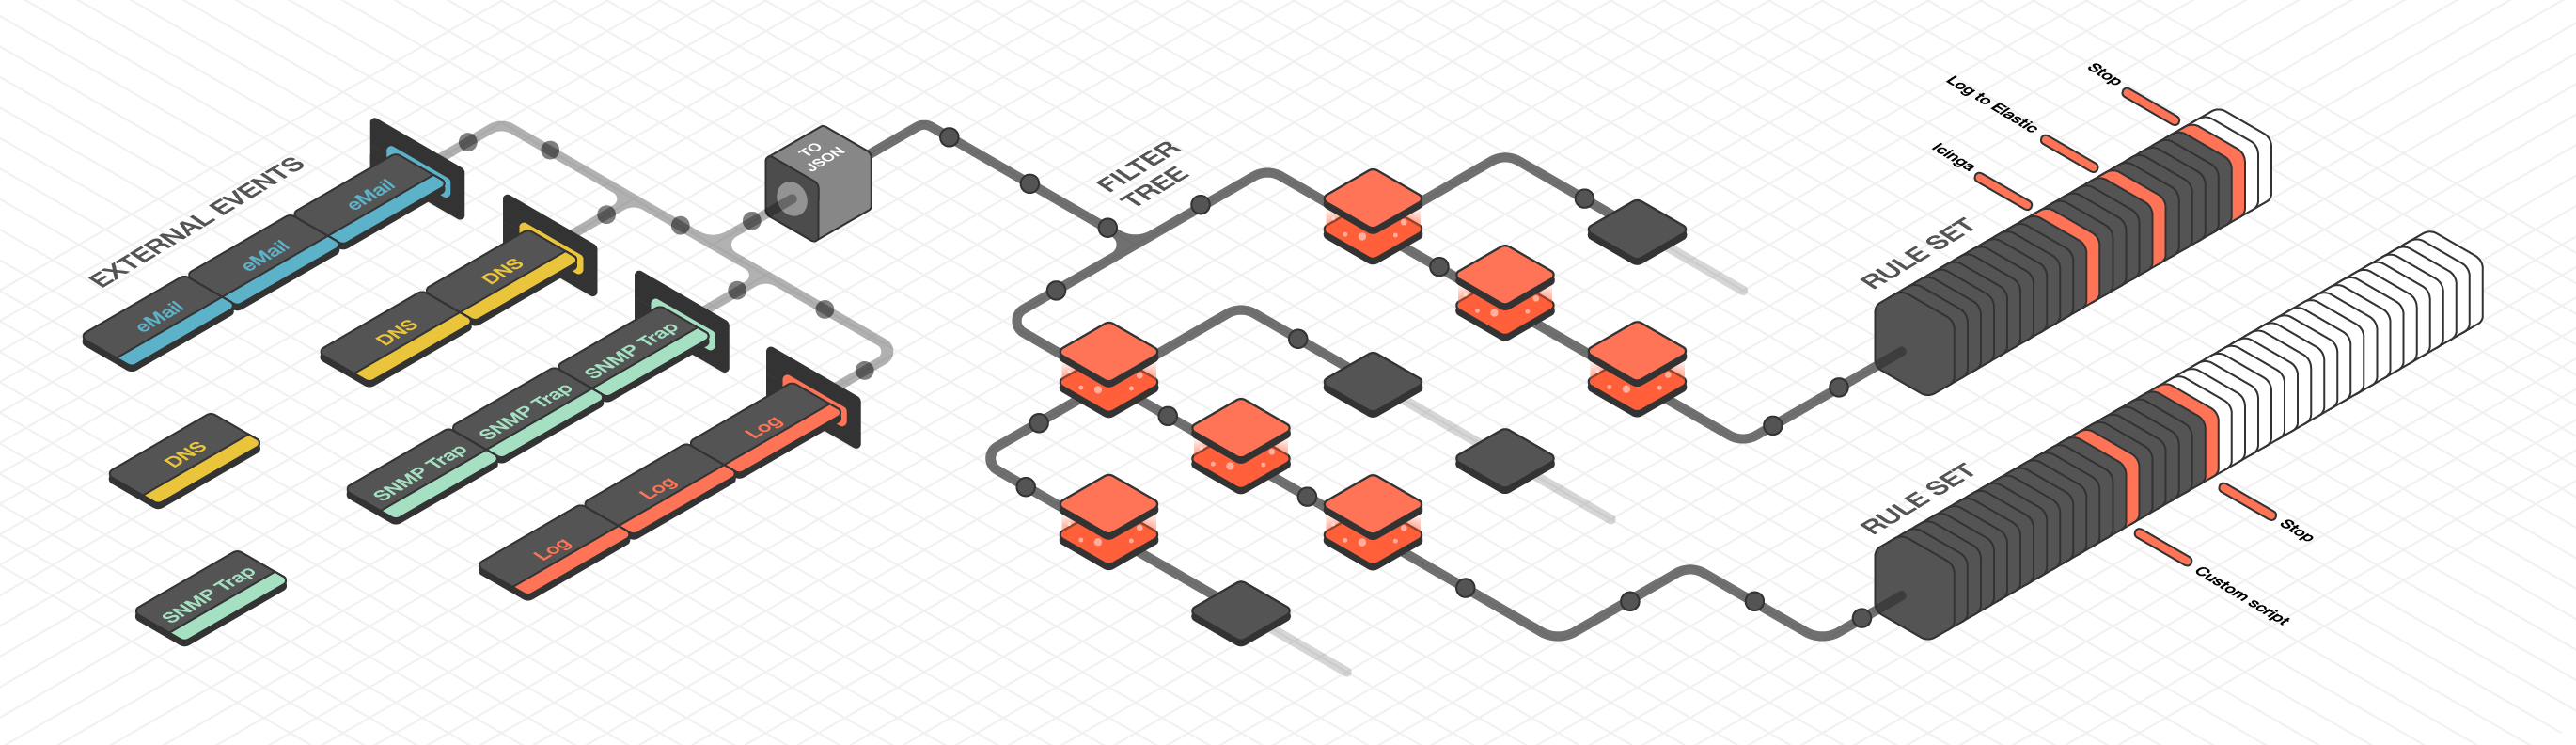 EXTERNAL EVENTS
eMail
eMail
eMail
DNS
DNS
DNS
SNMP Trap
SNMP Trap
SNMP Trap
SNMP Trap
Log
Log
Log
TO
JSON
FILTER
TREE
RULE SET
Icinga
Log to Elastic
Stop
RULE SET
Custom script
Stop